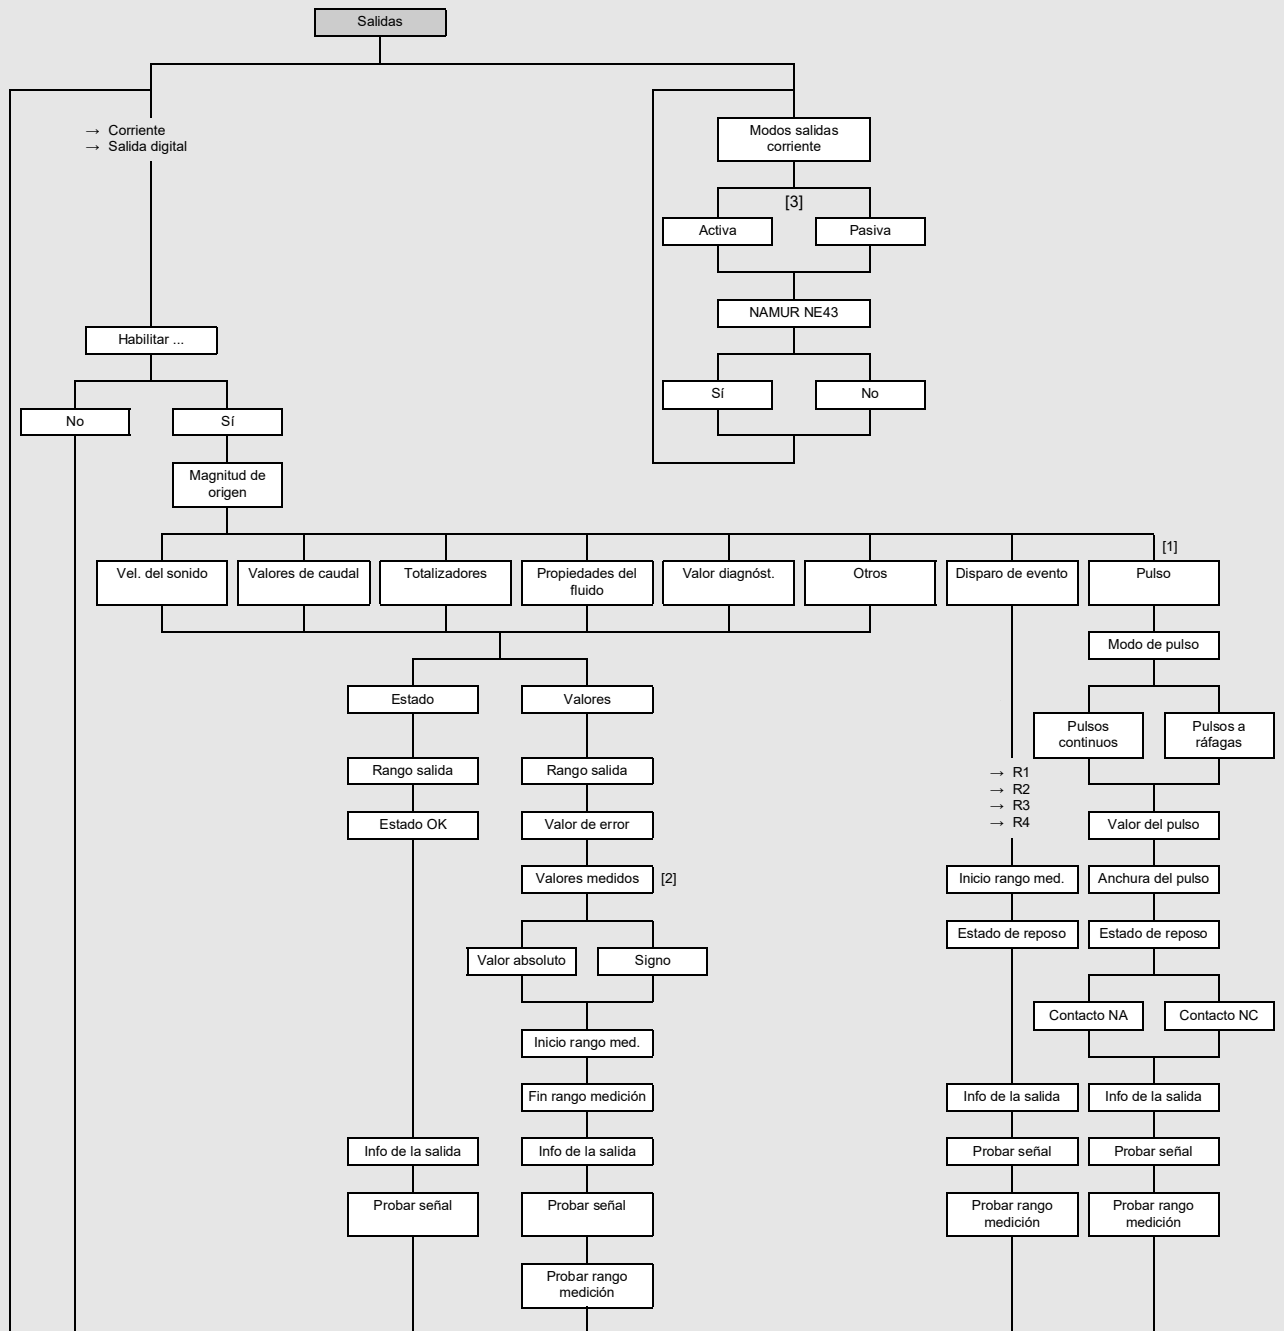 Salidas
→ Corriente
→ Salida digital
Modos salidas
corriente
[3]
Activa
Pasiva
NAMUR NE43
Habilitar ...
Sí
No
No
Sí
Magnitud de
origen
[1]
Vel. del sonido
Valores de caudal
Totalizadores
Propiedades del
fluido
Valor diagnóst.
Otros
Disparo de evento
Pulso
Modo de pulso
Estado
Valores
Pulsos
continuos
Pulsos a
ráfagas
Rango salida
Rango salida
→ R1
→ R2
→ R3
→ R4
Estado OK
Valor de error
Valor del pulso
Valores medidos
[2]
Inicio rango med.
Anchura del pulso
Estado de reposo
Estado de reposo
Valor absoluto
Signo
Contacto NA
Contacto NC
Inicio rango med.
Fin rango medición
Info de la salida
Info de la salida
Info de la salida
Info de la salida
Probar señal
Probar señal
Probar señal
Probar señal
Probar rango
medición
Probar rango
medición
Probar rango
medición